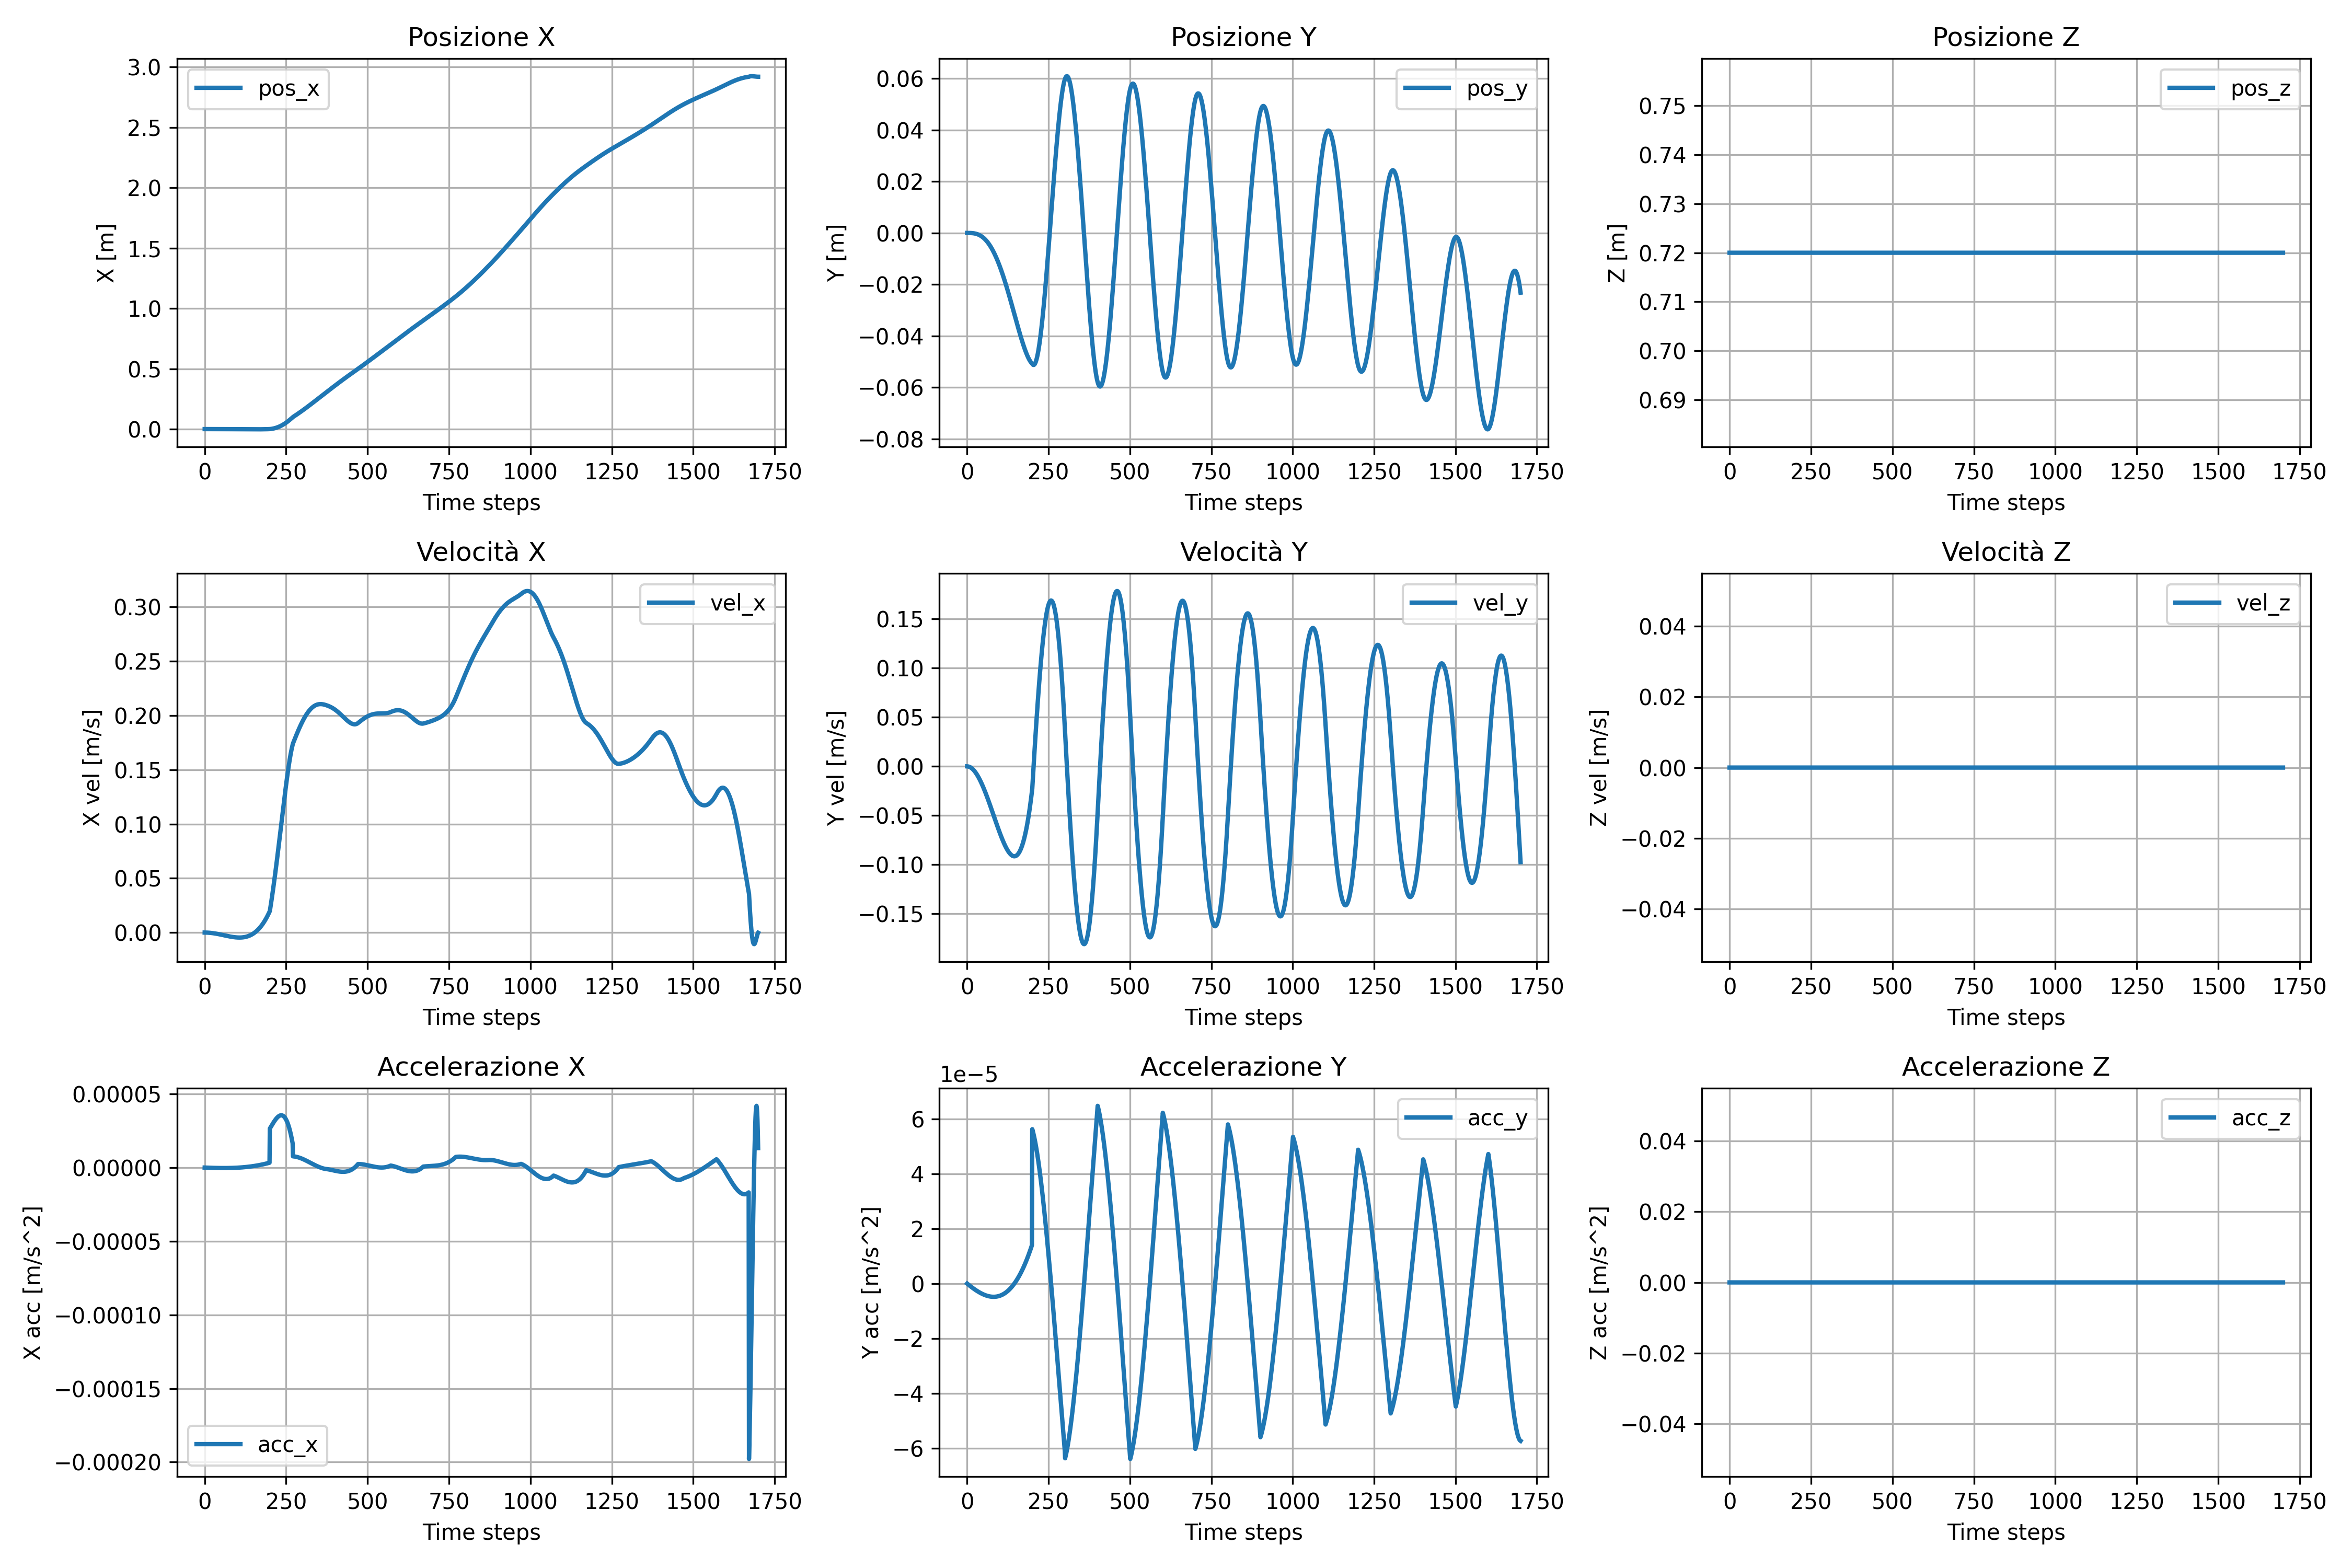 Posizione X
Posizione Y
Posizione Z
3.0
2.5
2.0
1.5
1.0
0.5
0.0
X [m]
pos_x
0 250 500 750 1000 1250 1500 1750
Time steps
0.06
0.04
0.02
0.00
−0.02
−0.04
−0.06
−0.08
Y [m]
pos_y
0 250 500 750 1000 1250 1500 1750
Time steps
0.75
0.74
0.73
0.72
0.71
0.70
0.69
Z [m]
pos_z
0 250 500 750 1000 1250 1500 1750
Time steps
Velocità X
Velocità Y
Velocità Z
0.30
0.25
0.20
0.15
0.10
0.05
0.00
X vel [m/s]
vel_x
0 250 500 750 1000 1250 1500 1750
Time steps
0.15
0.10
0.05
0.00
−0.05
−0.10
−0.15
Y vel [m/s]
vel_y
0 250 500 750 1000 1250 1500 1750
Time steps
0.04
0.02
0.00
−0.02
−0.04
Z vel [m/s]
vel_z
0 250 500 750 1000 1250 1500 1750
Time steps
Accelerazione X
Accelerazione Y
Accelerazione Z
0.00005
0.00000
−0.00005
−0.00010
−0.00015
−0.00020
X acc [m/s^2]
acc_x
0 250 500 750 1000 1250 1500 1750
Time steps
1e−5
6
4
2
0
−2
−4
−6
Y acc [m/s^2]
acc_y
0 250 500 750 1000 1250 1500 1750
Time steps
0.04
0.02
0.00
−0.02
−0.04
Z acc [m/s^2]
acc_z
0 250 500 750 1000 1250 1500 1750
Time steps